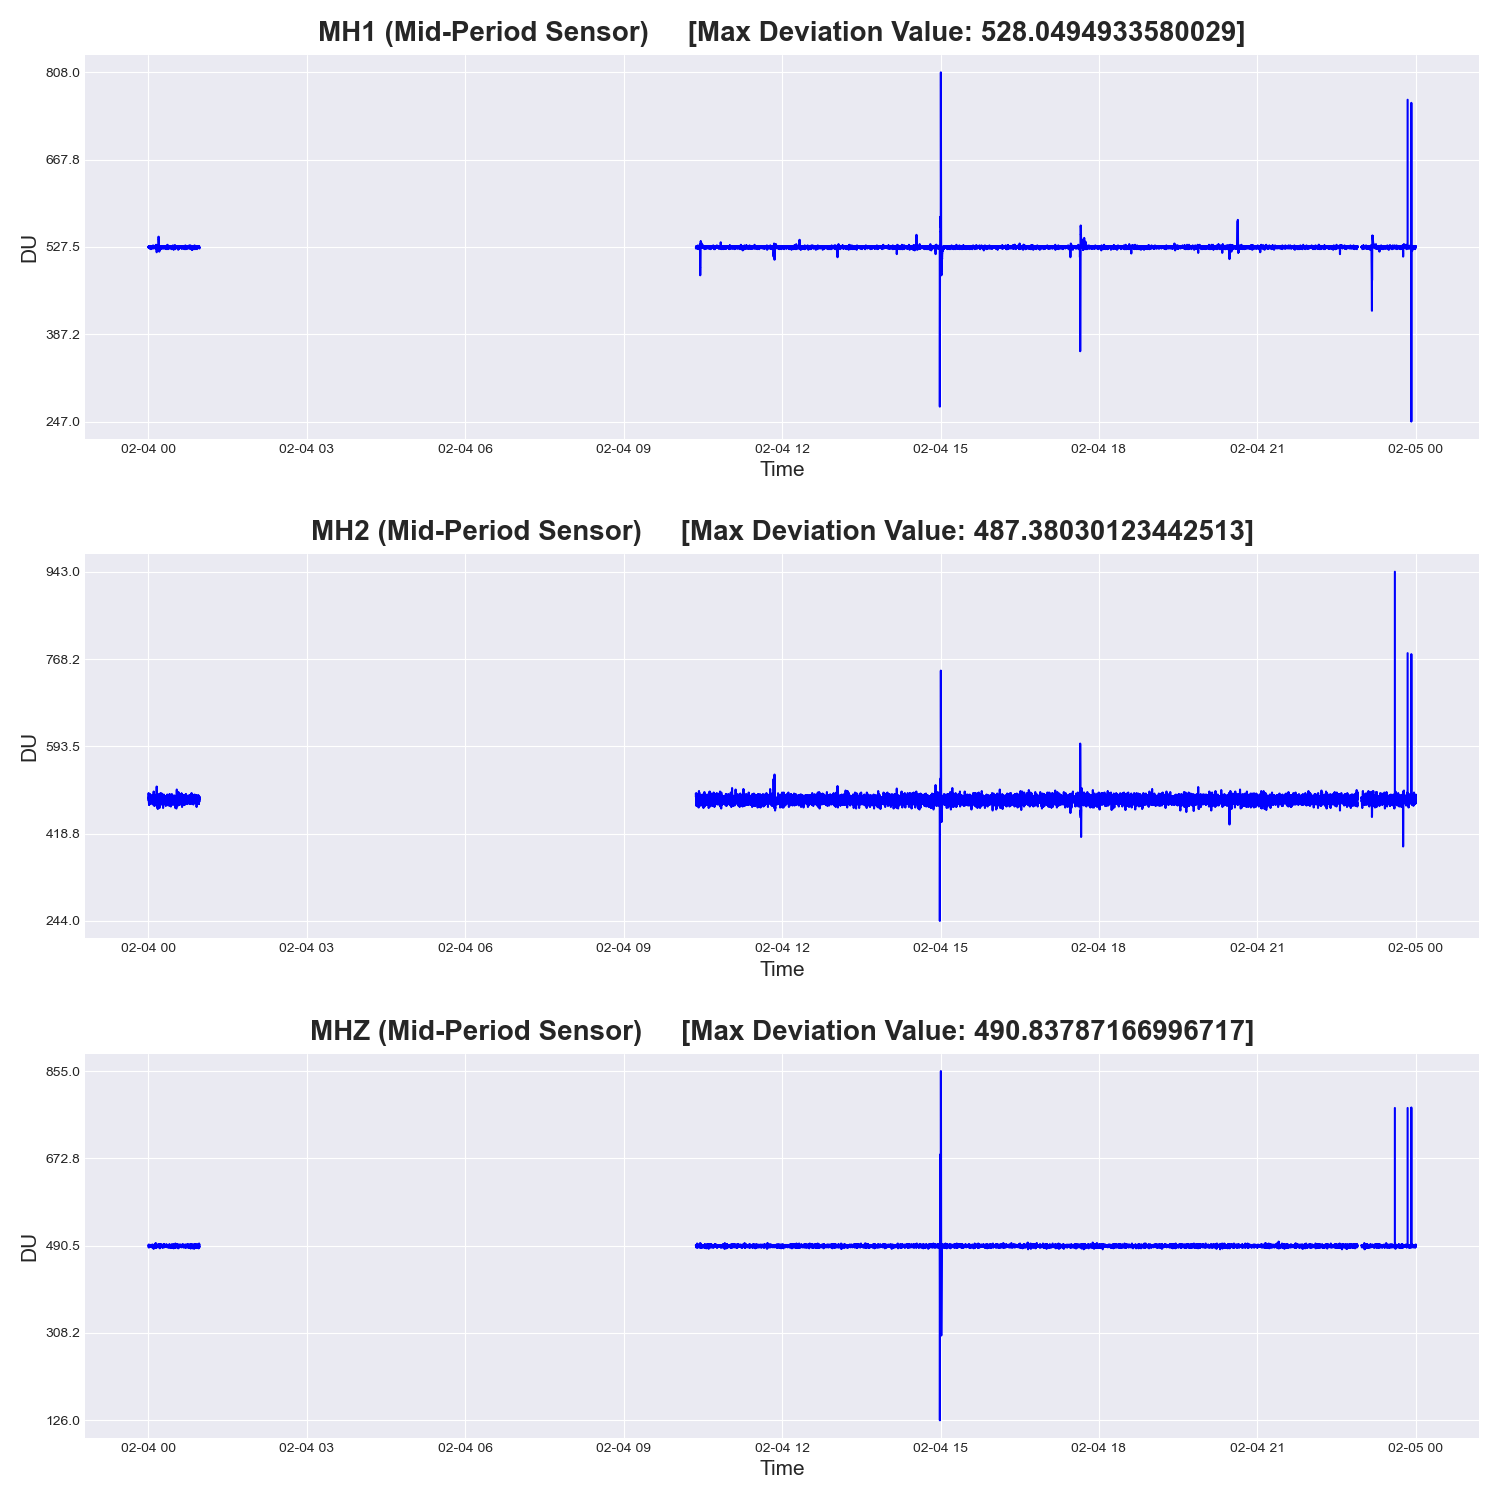 MH1 (Mid-Period Sensor) [Max Deviation Value: 528.0494933580029]
808.0
667.8
527.5
387.2
247.0
DU
02-04 00 02-04 03 02-04 06 02-04 09 02-04 12 02-04 15 02-04 18 02-04 21 02-05 00
Time
MH2 (Mid-Period Sensor) [Max Deviation Value: 487.38030123442513]
943.0
768.2
593.5
418.8
244.0
DU
02-04 00 02-04 03 02-04 06 02-04 09 02-04 12 02-04 15 02-04 18 02-04 21 02-05 00
Time
MHZ (Mid-Period Sensor) [Max Deviation Value: 490.83787166996717]
855.0
672.8
490.5
308.2
126.0
DU
02-04 00 02-04 03 02-04 06 02-04 09 02-04 12 02-04 15 02-04 18 02-04 21 02-05 00
Time